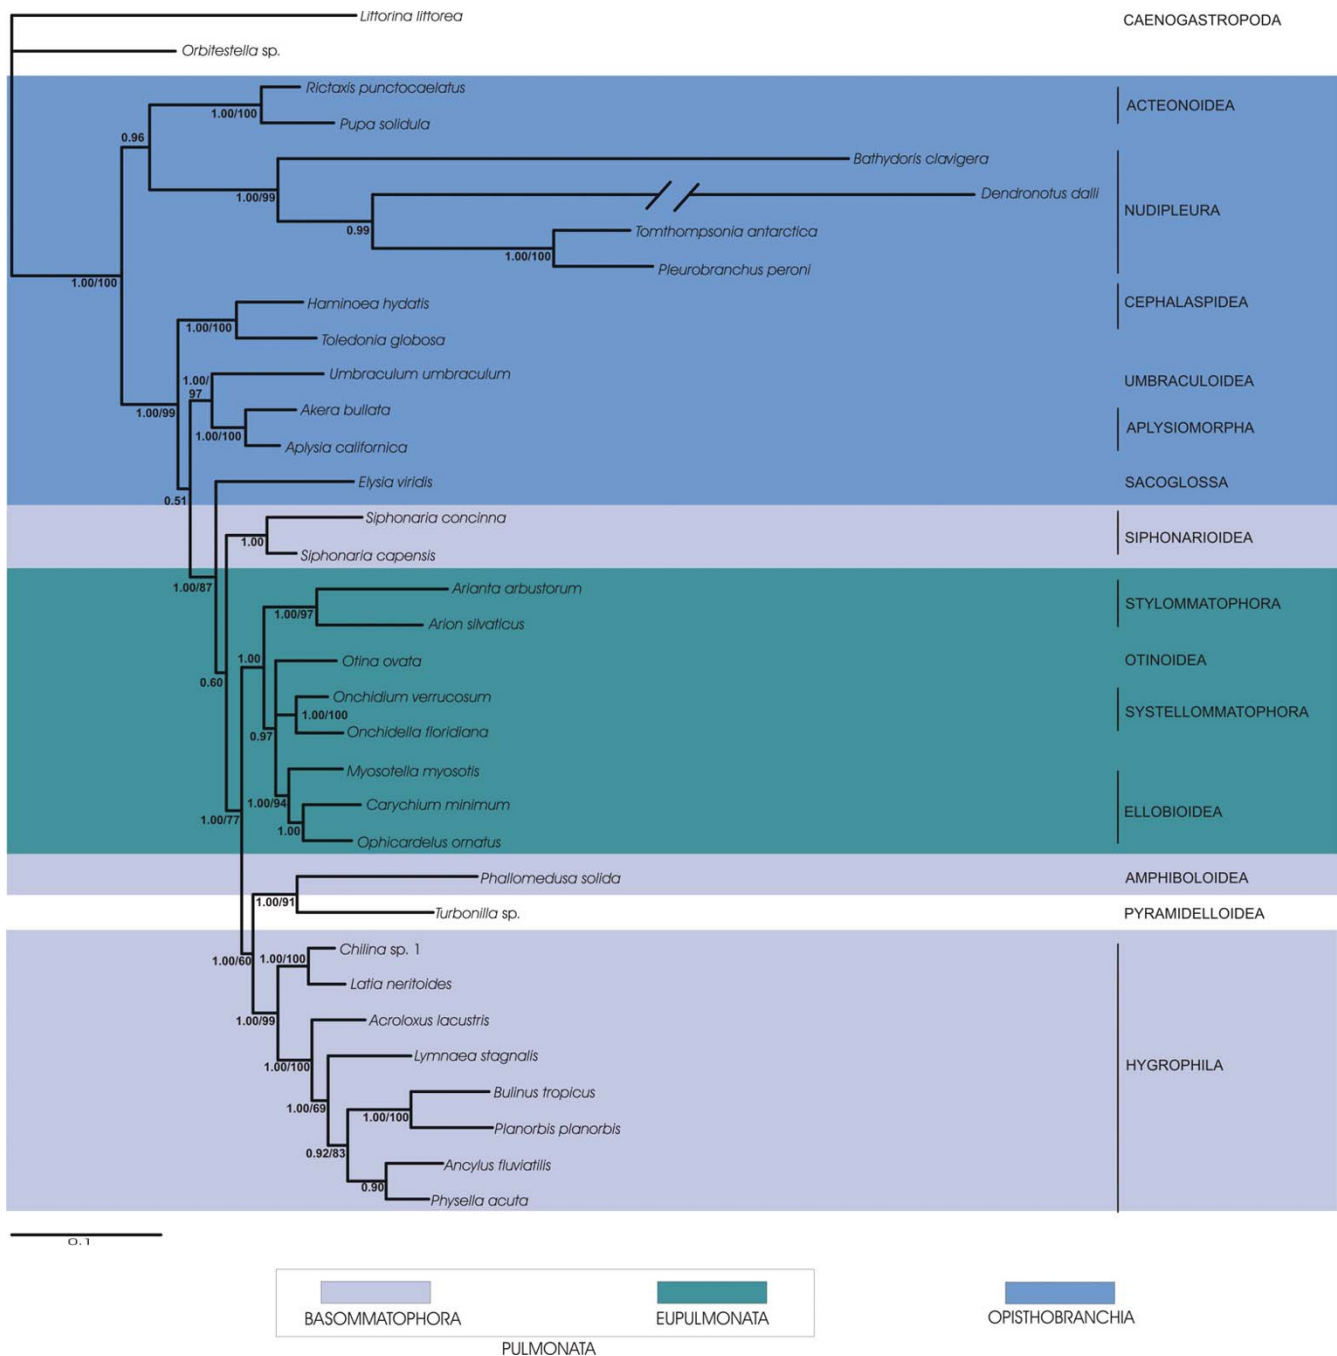 Littorina littorea
CAENOGASTROPODA
Orbitestella sp.
Rictaxis punctocaelatus
ACTEONOIDEA
1.00/100
Pupa solidula
0.96
Bathydoris clavigera
1.00/99
Dendronotus dalli
NUDIPLEURA
0.99
Tomthompsonia antarctica
1.00/100
Pleurobranchus peroni
1.00/100
Haminoea hydatis
CEPHALASPIDEA
1.00/100
Toledonia globosa
Umbraculum umbraculum
UMBRACULOIDEA
1.00/
97
1.00/99
Akera bullata
APLYSIOMORPHA
1.00/100
Aplysia californica
Elysia viridis
SACOGLOSSA
0.51
Siphonaria concinna
SIPHONARIOIDEA
1.00
Siphonaria capensis
1.00/87
Arianta arbustorum
STYLOMMATOPHORA
1.00/97
Arion silvaticus
1.00
Otina ovata
OTINOIDEA
0.60
Onchidium verrucosum
1.00/100
SYSTELLOMMATOPHORA
0.97
Onchidella floridiana
Myosotella myosotis
1.00/94
Carychium minimum
ELLOBIOIDEA
1.00/77
1.00
Ophicardelus ornatus
Phallomedusa solida
AMPHIBOLOIDEA
1.00/91
Turbonilla sp.
PYRAMIDELLOIDEA
1.00/60
Chilina sp. 1
1.00/100
Latia neritoides
1.00/99
Acroloxus lacustris
1.00/100
Lymnaea stagnalis
HYGROPHILA
1.00/69
Bulinus tropicus
1.00/100
Planorbis planorbis
0.92/83
Ancylus fluviatilis
0.90
Physella acuta
0.1
BASOMMATOPHORA
EUPULMONATA
OPISTHOBRANCHIA
PULMONATA